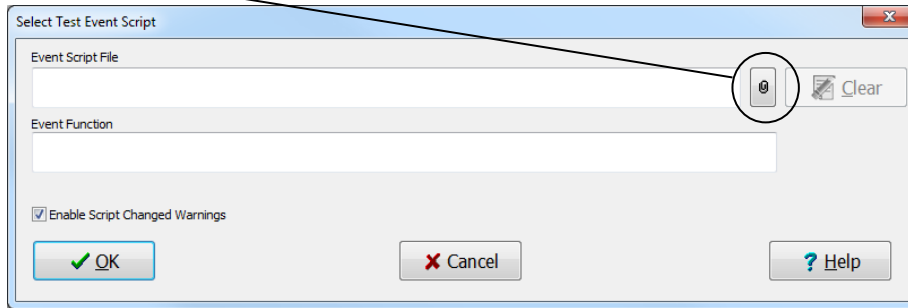 Select Test Event Script
Event Script File
Clear
Event Function
Enable Script Changed Warnings
OK
Cancel
? Help